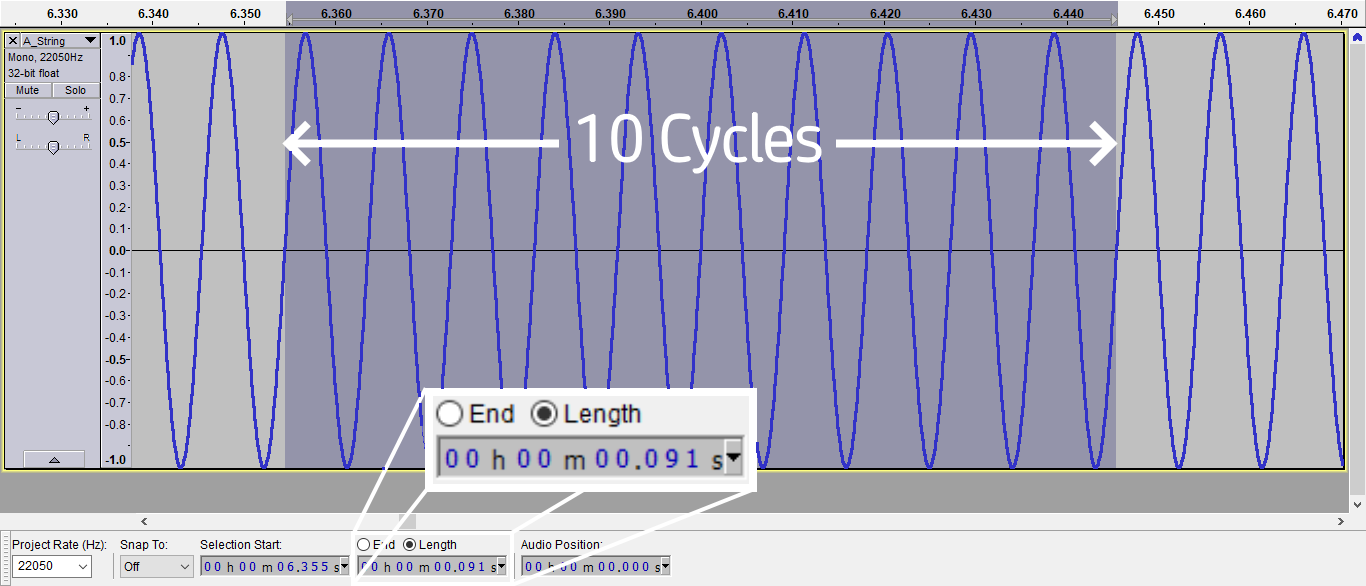 6.330 6.340 6.350 6.360 6.370 6.380 6.390 6.400 6.410 6.420 6.430 6.440 6.450 6.460 6.470
A_String
Mono, 22050Hz
32-bit float
Mute Solo
- +
L R
1.0
0.8
0.7
0.6
0.5
0.4
0.3
0.2
0.1
0.0
-0.1
-0.2
-0.3
-0.4
-0.5
-0.6
-0.7
-0.8
-1.0
10 Cycles
End Length
00 h 00 m 00.091 s
Project Rate (Hz): Snap To: Selection Start: End Length Audio Position:
22050 Off 00 h 00 m 06.355 s 00 h 00 m 00.091 s 00 h 00 m 00.000 s